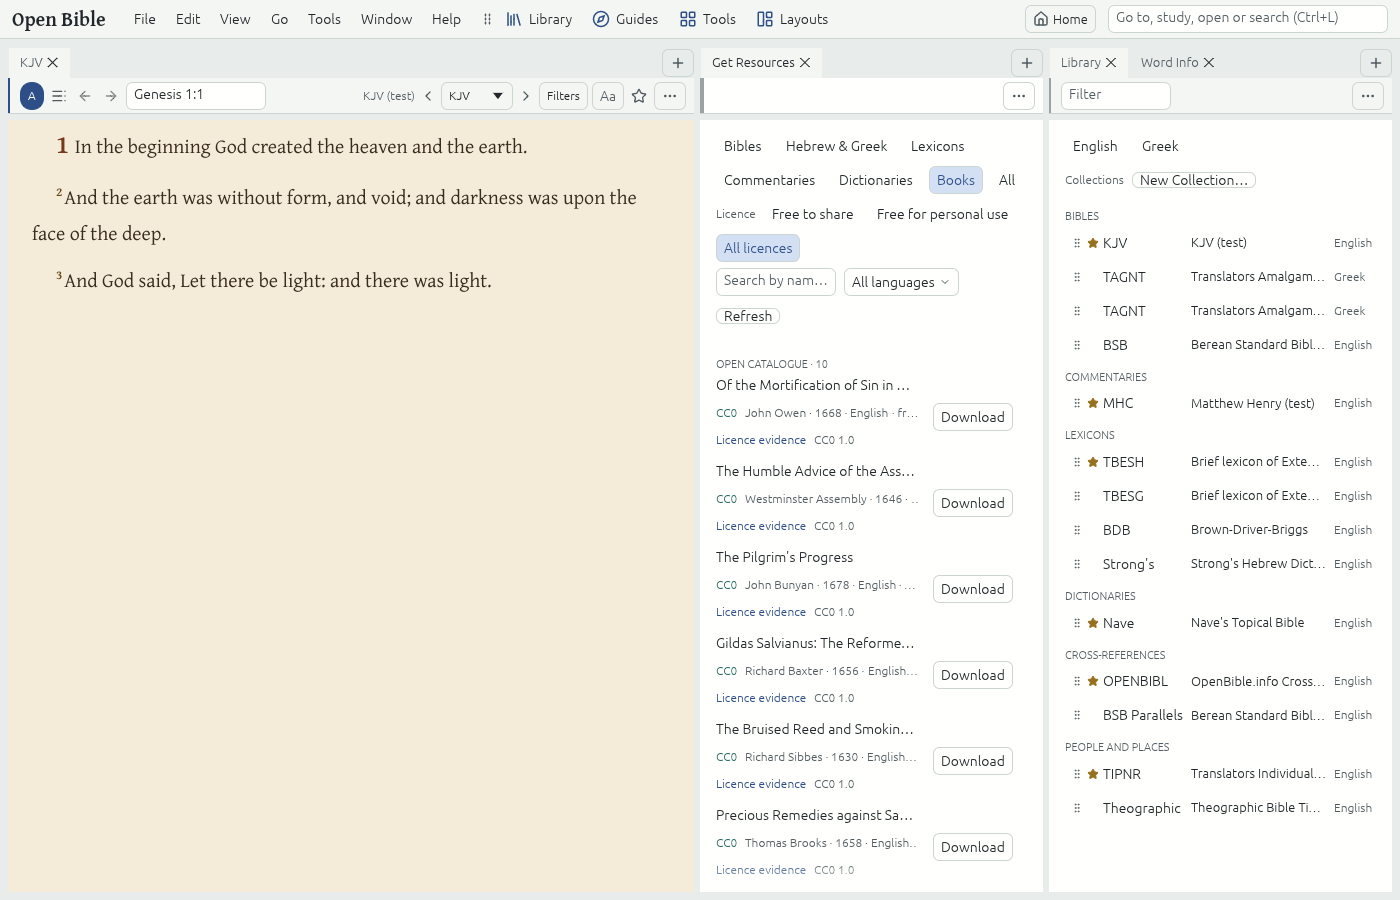 Open Bible File Edit View Go Tools Window Help Library Guides Tools Layouts Home Go to, study, open or search (Ctrl+L)
KJV
A Genesis 1:1 KJV (test) KJV Filters Aa ...
1 In the beginning God created the heaven and the earth.
2 And the earth was without form, and void; and darkness was upon the
face of the deep.
3 And God said, Let there be light: and there was light.
Get Resources
...
Bibles Hebrew & Greek Lexicons
Commentaries Dictionaries Books All
Licence Free to share Free for personal use
All licences
Search by nam... All languages
Refresh
OPEN CATALOGUE · 10
Of the Mortification of Sin in ...
CC0 John Owen · 1668 · English · fr...
Download
Licence evidence CC0 1.0
The Humble Advice of the Ass...
CC0 Westminster Assembly · 1646 · ..
Download
Licence evidence CC0 1.0
The Pilgrim's Progress
CC0 John Bunyan · 1678 · English · ...
Download
Licence evidence CC0 1.0
Gildas Salvianus: The Reforme...
CC0 Richard Baxter · 1656 · English...
Download
Licence evidence CC0 1.0
The Bruised Reed and Smokin...
CC0 Richard Sibbes · 1630 · English...
Download
Licence evidence CC0 1.0
Precious Remedies against Sa...
CC0 Thomas Brooks · 1658 · English..
Download
Licence evidence CC0 1.0
Library Word Info
Filter ...
English Greek
Collections New Collection...
BIBLES
KJV KJV (test) English
TAGNT Translators Amalgam... Greek
TAGNT Translators Amalgam... Greek
BSB Berean Standard Bibl... English
COMMENTARIES
MHC Matthew Henry (test) English
LEXICONS
TBESH Brief lexicon of Exte... English
TBESG Brief lexicon of Exte... English
BDB Brown-Driver-Briggs English
Strong's Strong's Hebrew Dict... English
DICTIONARIES
Nave Nave's Topical Bible English
CROSS-REFERENCES
OPENBIBL OpenBible.info Cross... English
BSB Parallels Berean Standard Bibl... English
PEOPLE AND PLACES
TIPNR Translators Individual... English
Theographic Theographic Bible Ti... English